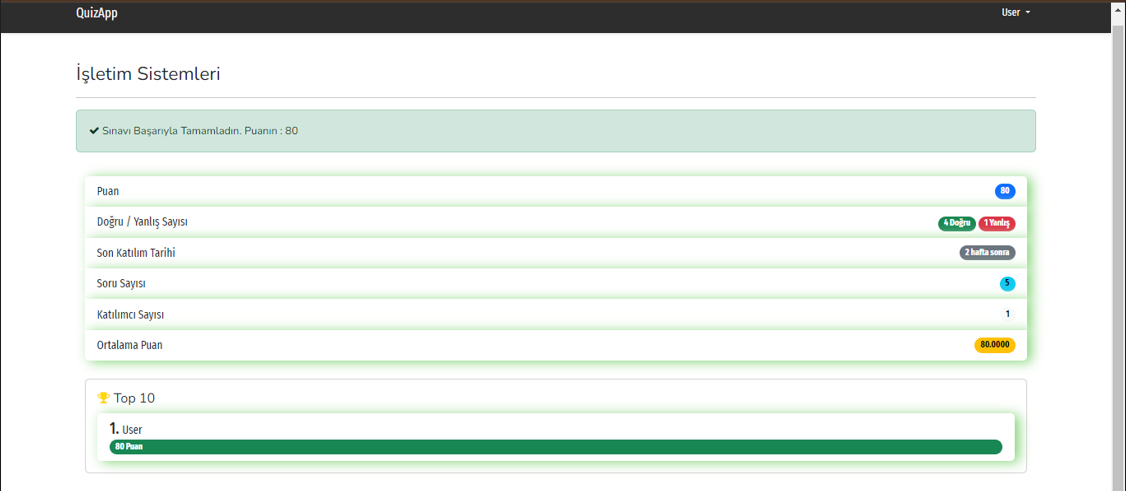 QuizApp User
İşletim Sistemleri
Sınavı Başarıyla Tamamladın. Puanın : 80
Puan 80
Doğru / Yanlış Sayısı 4 Doğru 1 Yanlış
Son Katılım Tarihi 2 hafta sonra
Soru Sayısı 5
Katılımcı Sayısı 1
Ortalama Puan 80.0000
Top 10
1. User
80 Puan